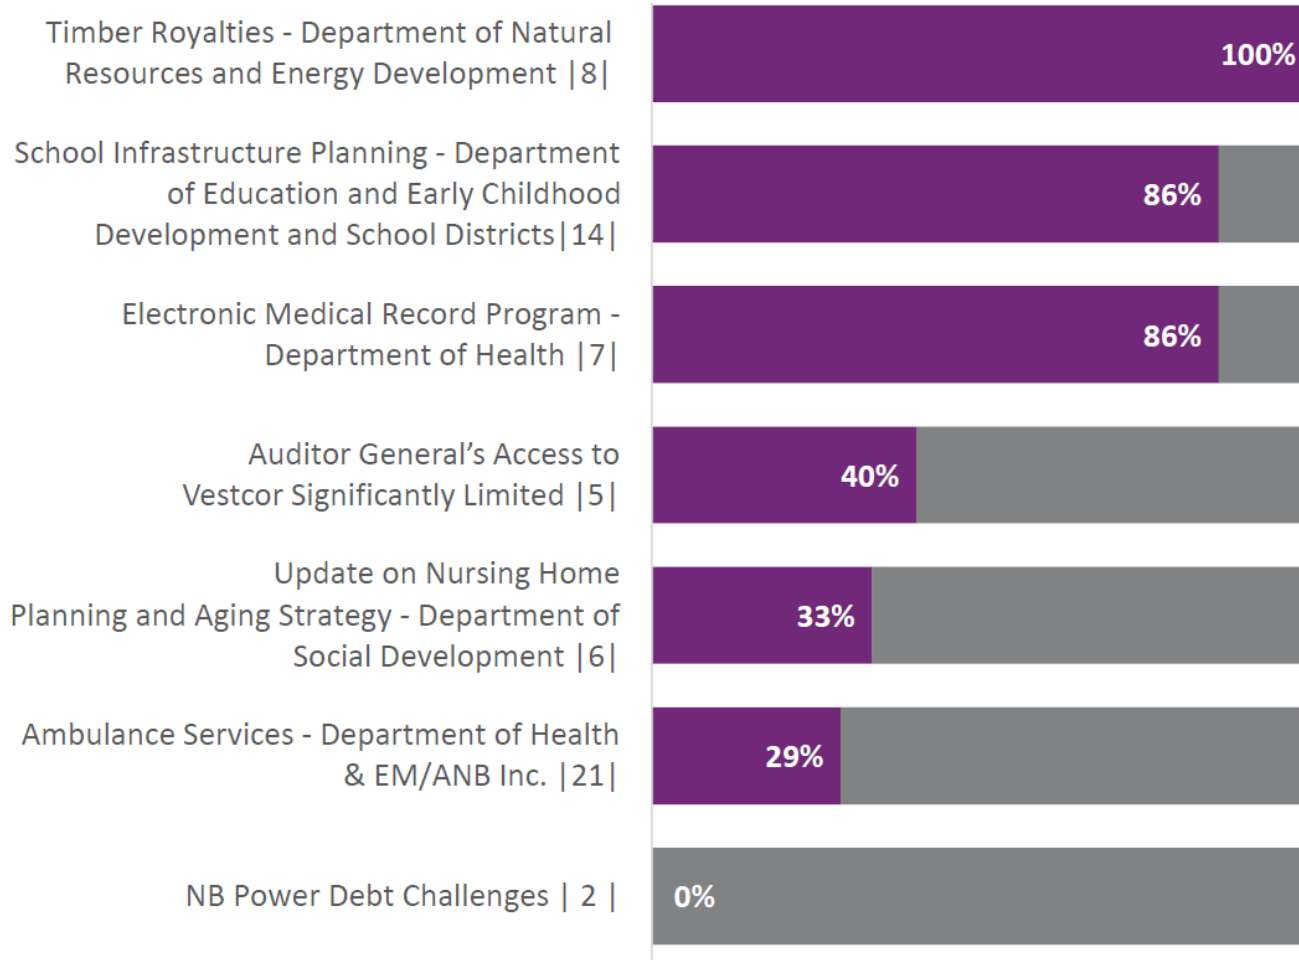 Timber Royalties - Department of Natural
Resources and Energy Development |8|
100%
School Infrastructure Planning - Department
of Education and Early Childhood
Development and School Districts|14|
86%
Electronic Medical Record Program -
Department of Health |7|
86%
Auditor General’s Access to
Vestcor Significantly Limited |5|
40%
Update on Nursing Home
Planning and Aging Strategy - Department of
Social Development |6|
33%
Ambulance Services - Department of Health
& EM/ANB Inc. |21|
29%
NB Power Debt Challenges | 2 |
0%